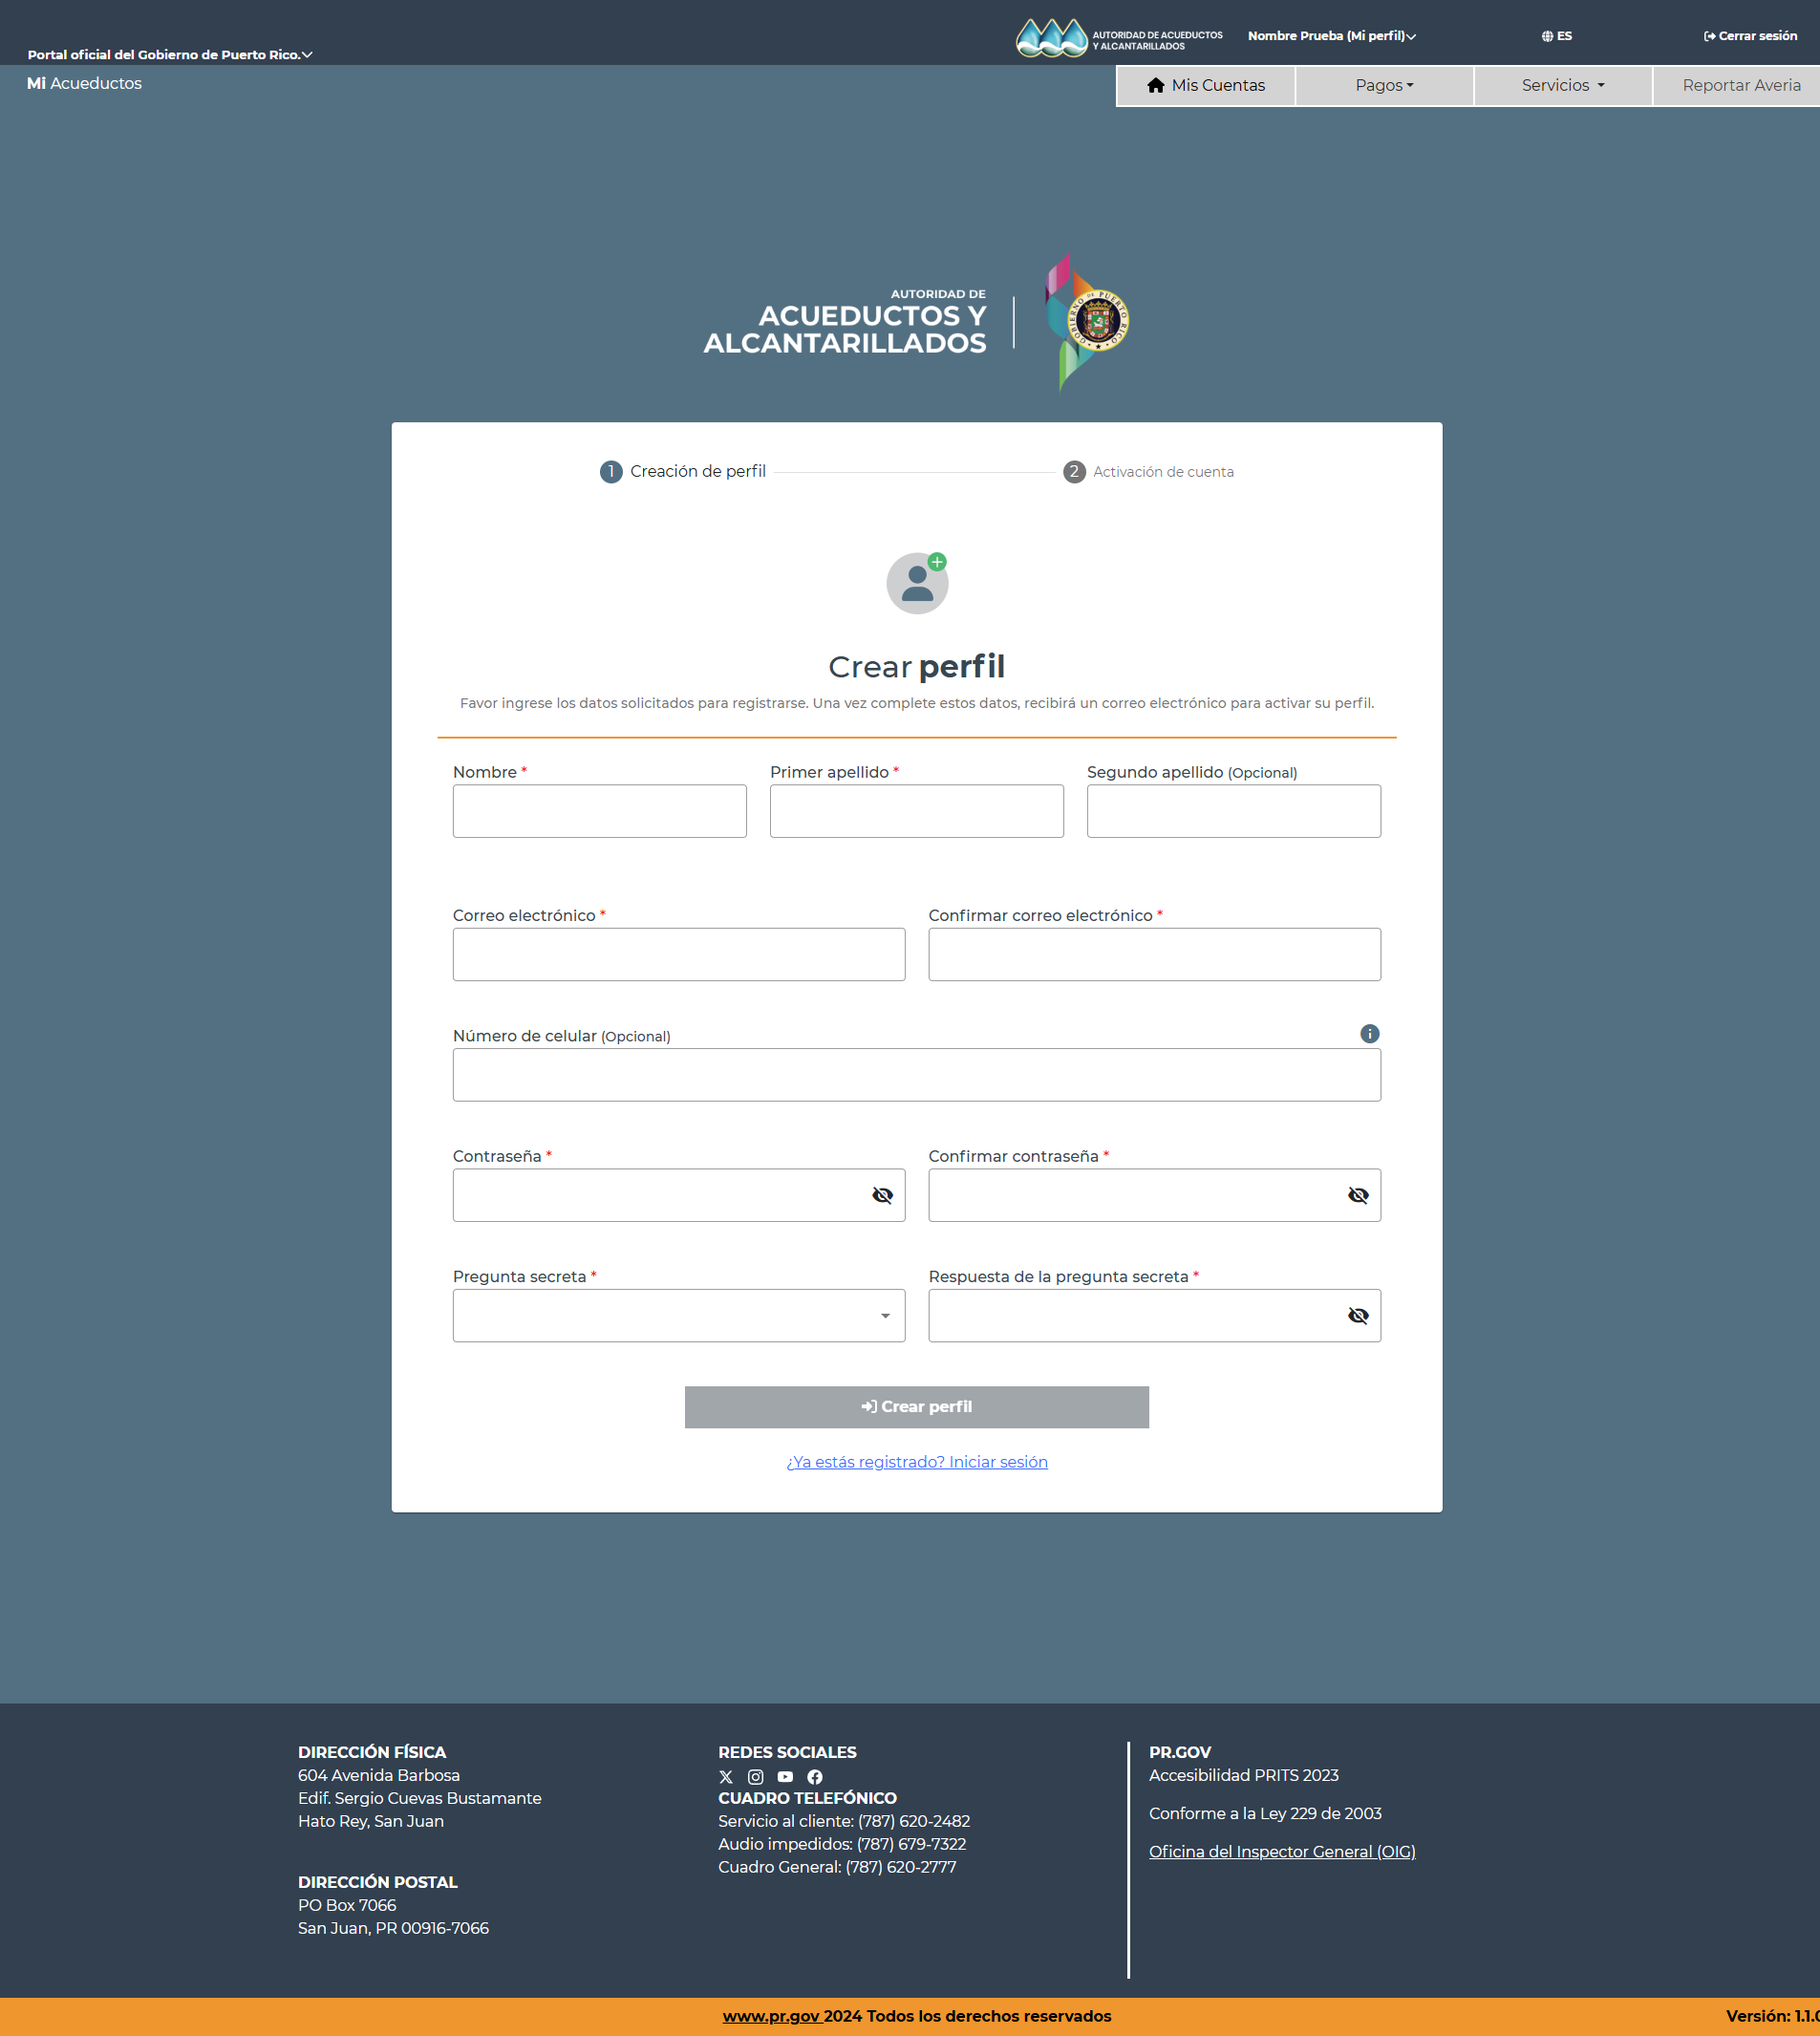 Portal oficial del Gobierno de Puerto Rico.
AUTORIDAD DE ACUEDUCTOS
Y ALCANTARILLADOS
Nombre Prueba (Mi perfil)
ES
Cerrar sesión
Mi Acueductos
Mis Cuentas
Pagos
Servicios
Reportar Averia
AUTORIDAD DE
ACUEDUCTOS Y
ALCANTARILLADOS
GOBIERNO DE PUERTO RICO
1 Creación de perfil
2 Activación de cuenta
Crear perfil
Favor ingrese los datos solicitados para registrarse. Una vez complete estos datos, recibirá un correo electrónico para activar su perfil.
Nombre *
Primer apellido *
Segundo apellido (Opcional)
Correo electrónico *
Confirmar correo electrónico *
Número de celular (Opcional)
Contraseña *
Confirmar contraseña *
Pregunta secreta *
Respuesta de la pregunta secreta *
Crear perfil
¿Ya estás registrado? Iniciar sesión
DIRECCIÓN FÍSICA
604 Avenida Barbosa
Edif. Sergio Cuevas Bustamante
Hato Rey, San Juan
DIRECCIÓN POSTAL
PO Box 7066
San Juan, PR 00916-7066
REDES SOCIALES
CUADRO TELEFÓNICO
Servicio al cliente: (787) 620-2482
Audio impedidos: (787) 679-7322
Cuadro General: (787) 620-2777
PR.GOV
Accesibilidad PRITS 2023
Conforme a la Ley 229 de 2003
Oficina del Inspector General (OIG)
www.pr.gov 2024 Todos los derechos reservados
Versión: 1.1.0